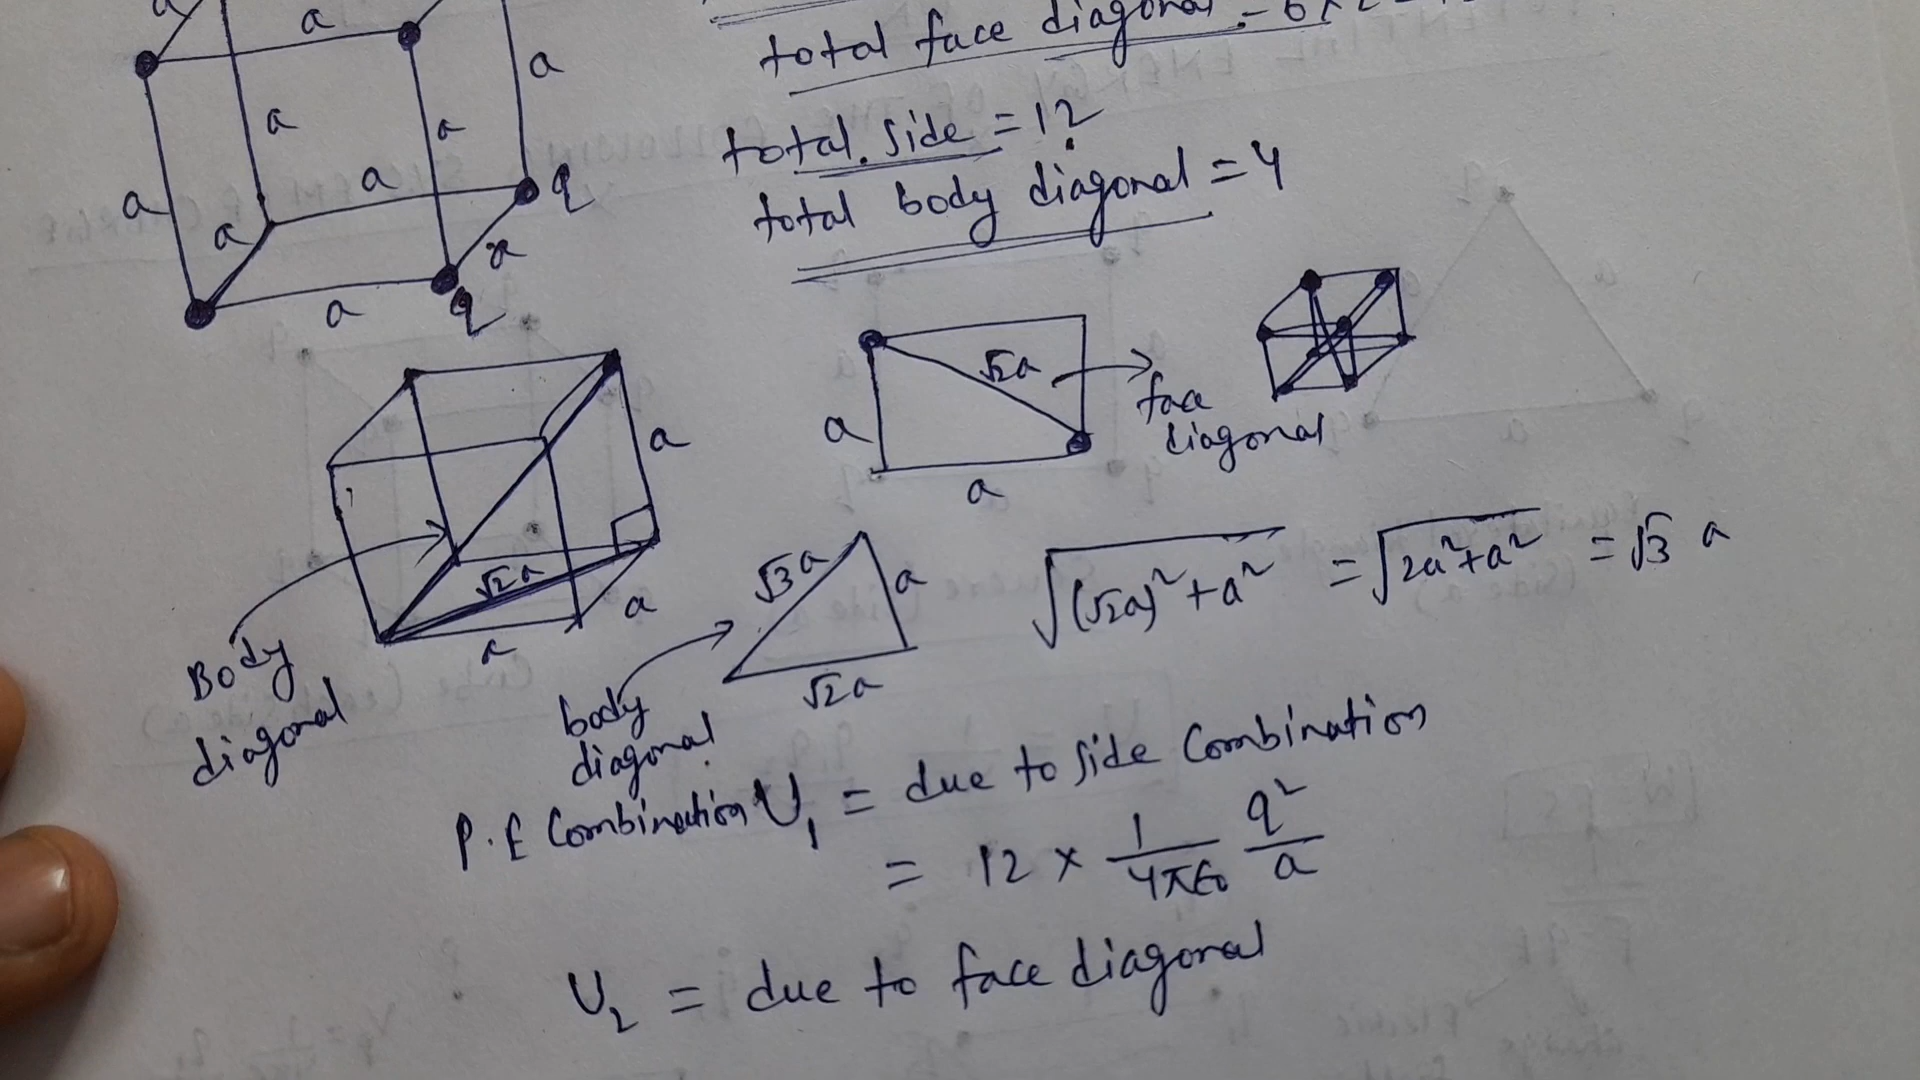 total face diagonal = 6×2
total side = 12
total body diagonal = 4
a
a
a
a
a
a
a
a
a
a
q
q
a
a
a
√2a
Body
diagonal
a
a
√2a
face
diagonal
√3a
a
√2a
body
diagonal
√(√2a)²+a² = √2a²+a² = √3 a
P.E Combination U₁ = due to side Combination
= 12 × 1/4πε₀ q²/a
U₂ = due to face diagonal